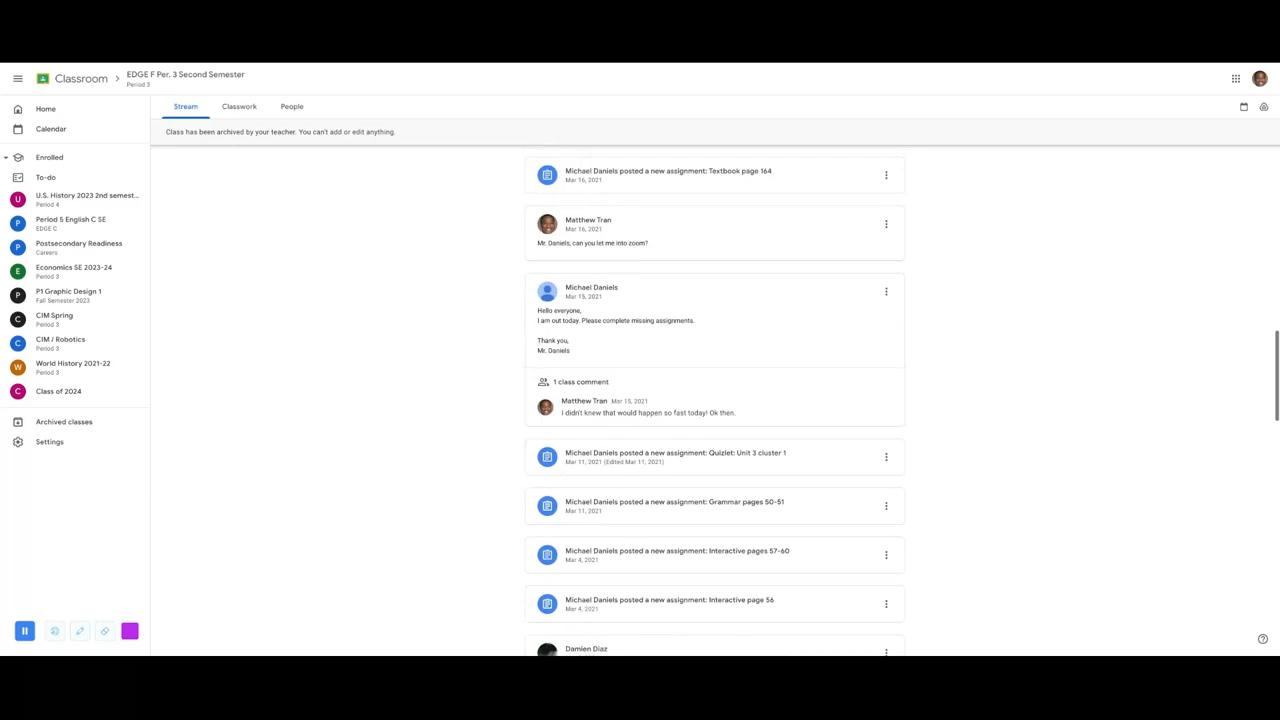 Classroom
EDGE F Per. 3 Second Semester
Period 3
Home
Calendar
Enrolled
To-do
U
U.S. History 2023 2nd semest...
Period 4
P
Period 5 English C SE
EDGE C
P
Postsecondary Readiness
Careers
E
Economics SE 2023-24
Period 3
P
P1 Graphic Design 1
Fall Semester 2023
C
CIM Spring
Period 3
C
CIM / Robotics
Period 3
W
World History 2021-22
Period 3
C
Class of 2024
Archived classes
Settings
Stream Classwork People
Class has been archived by your teacher. You can't add or edit anything.
Michael Daniels posted a new assignment: Textbook page 164
Mar 16, 2021
Matthew Tran
Mar 16, 2021
Mr. Daniels, can you let me into zoom?
Michael Daniels
Mar 15, 2021
Hello everyone,
I am out today. Please complete missing assignments.
Thank you,
Mr. Daniels
1 class comment
Matthew Tran Mar 15, 2021
I didn't knew that would happen so fast today! Ok then.
Michael Daniels posted a new assignment: Quizlet: Unit 3 cluster 1
Mar 11, 2021 (Edited Mar 11, 2021)
Michael Daniels posted a new assignment: Grammar pages 50-51
Mar 11, 2021
Michael Daniels posted a new assignment: Interactive pages 57-60
Mar 4, 2021
Michael Daniels posted a new assignment: Interactive page 56
Mar 4, 2021
Damien Diaz